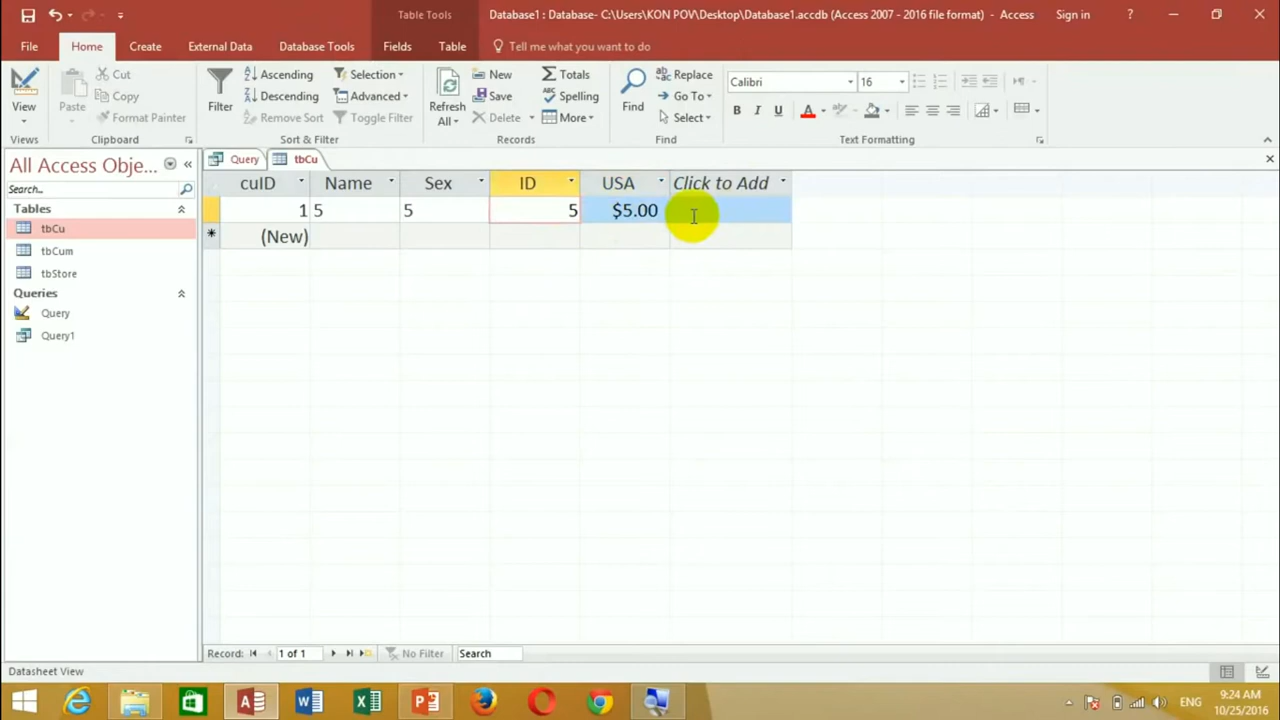 Table Tools
Database1 : Database- C:\Users\KON POV\Desktop\Database1.accdb (Access 2007 - 2016 file format) - Access
Sign in
?
File
Home
Create
External Data
Database Tools
Fields
Table
Tell me what you want to do
View
Paste
Cut
Copy
Format Painter
Filter
Ascending
Descending
Remove Sort
Selection
Advanced
Toggle Filter
Refresh
All
New
Save
Delete
Totals
Spelling
More
Find
Replace
Go To
Select
Calibri
16
B I U
A
Views
Clipboard
Sort & Filter
Records
Find
Text Formatting
All Access Obje...
Search...
Tables
tbCu
tbCum
tbStore
Queries
Query
Query1
Query
tbCu
cuID Name Sex ID USA Click to Add
1 5 5 5 $5.00
* (New)
Record: 1 of 1 No Filter Search
Datasheet View
ENG
9:24 AM
10/25/2016